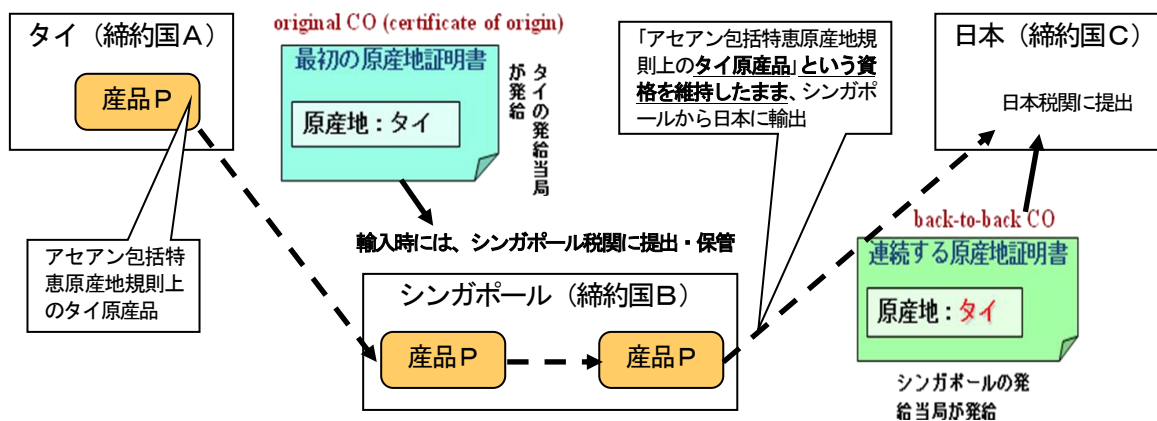 タイ（締約国Ａ）
産品Ｐ
アセアン包括特
恵原産地規則上
のタイ原産品
original CO (certificate of origin)
最初の原産地証明書
原産地：タイ
タイの発給当局
が発給
輸入時には、シンガポール税関に提出・保管
シンガポール（締約国Ｂ）
産品Ｐ
産品Ｐ
「アセアン包括特恵原産地規
則上のタイ原産品」という資
格を維持したまま、シンガポ
ールから日本に輸出
日本（締約国Ｃ）
日本税関に提出
back-to-back CO
連続する原産地証明書
原産地：タイ
シンガポールの発
給当局が発給